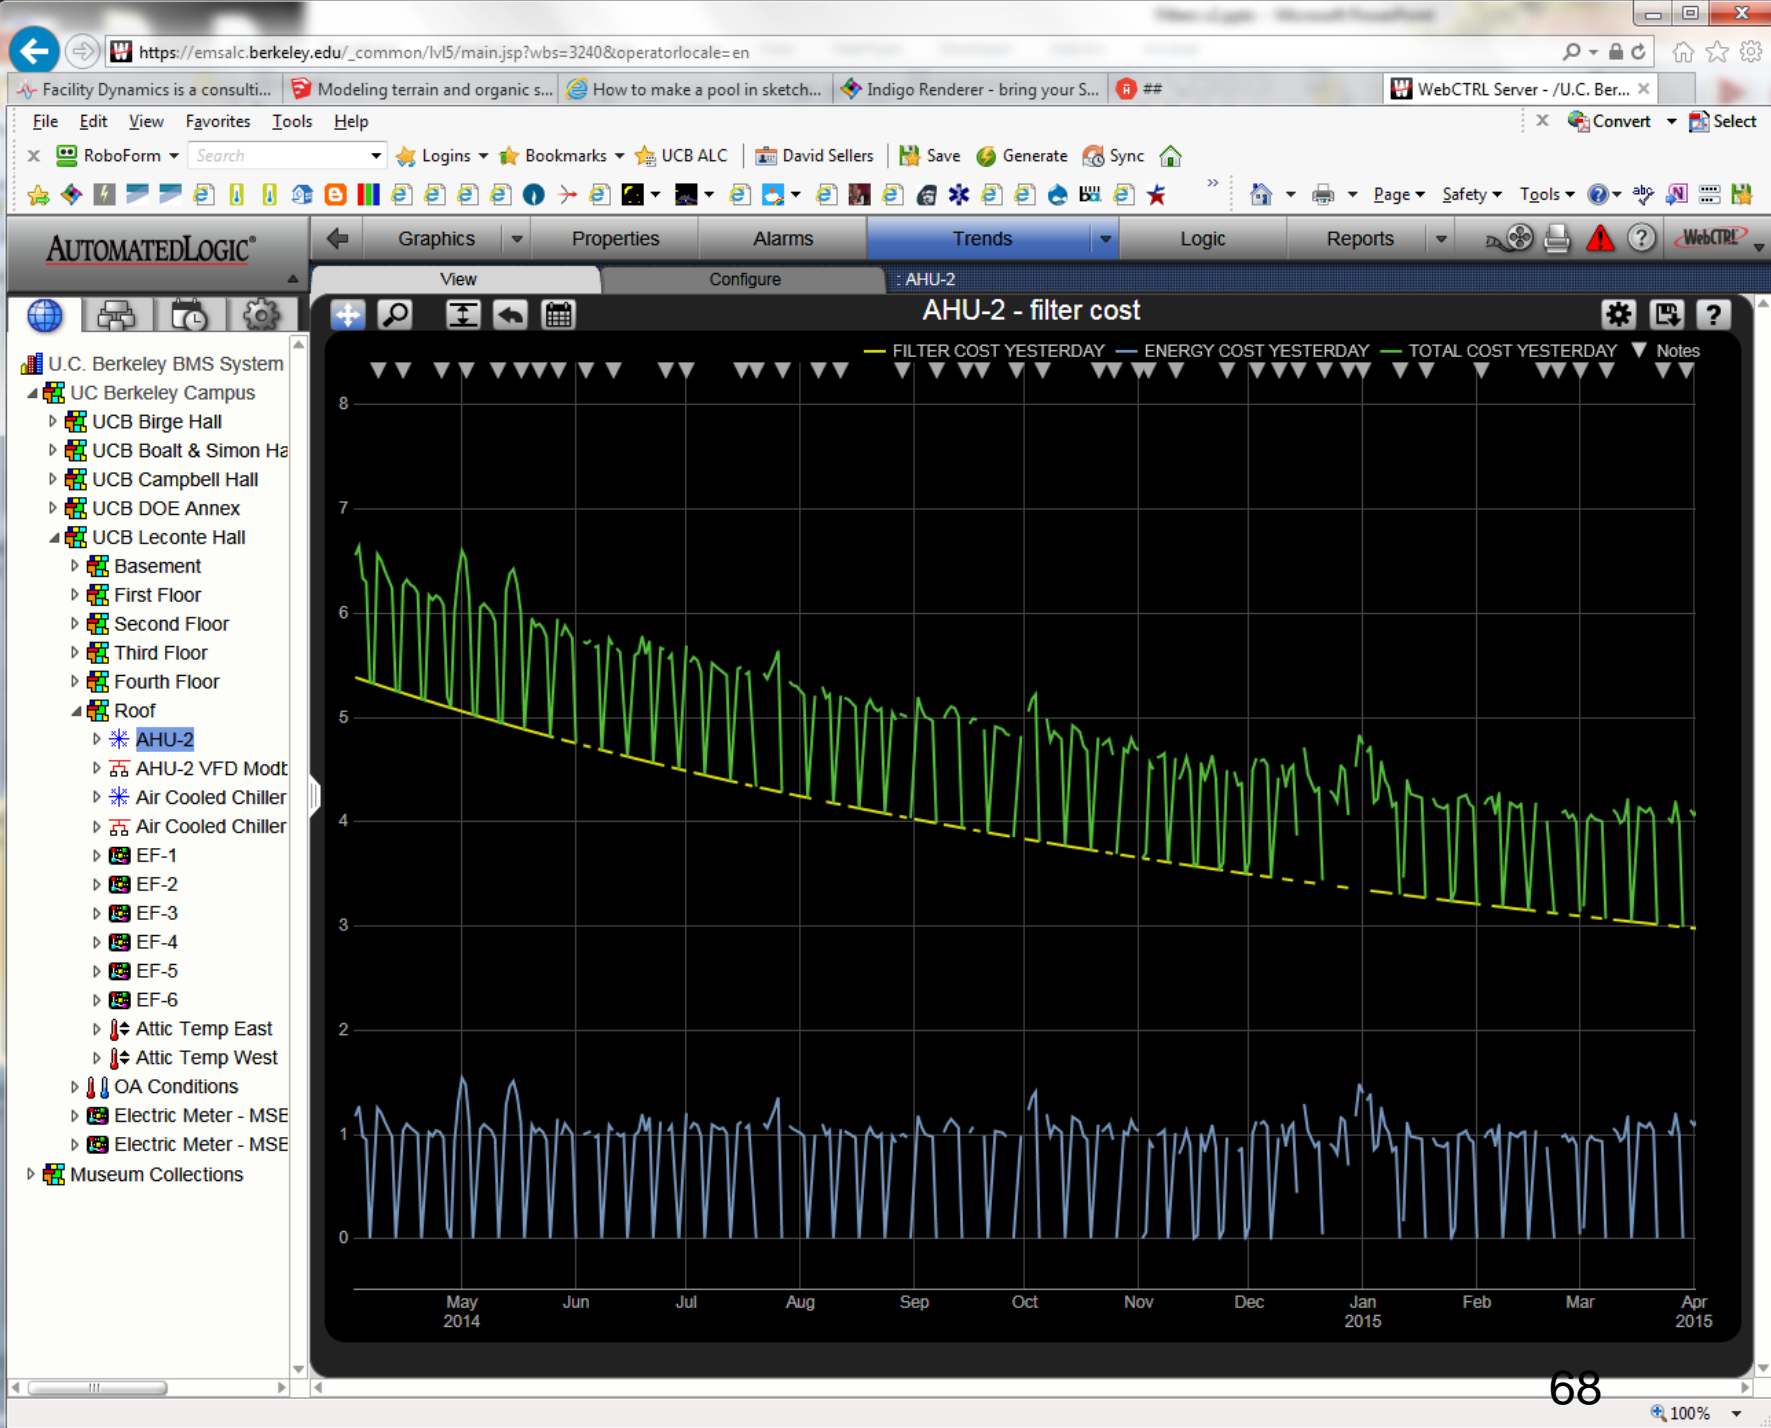 https://emsalc.berkeley.edu/_common/lvl5/main.jsp?wbs=3240&operatorlocale=en
Facility Dynamics is a consulti... Modeling terrain and organic s... How to make a pool in sketch... Indigo Renderer - bring your S... ## WebCTRL Server - /U.C. Ber...
File Edit View Favorites Tools Help Convert Select
RoboForm Search Logins Bookmarks UCB ALC David Sellers Save Generate Sync
Page Safety Tools
AUTOMATEDLOGIC® Graphics Properties Alarms Trends Logic Reports WebCTRL
View Configure : AHU-2
AHU-2 - filter cost
FILTER COST YESTERDAY ENERGY COST YESTERDAY TOTAL COST YESTERDAY Notes
U.C. Berkeley BMS System
UC Berkeley Campus
UCB Birge Hall
UCB Boalt & Simon Ha
UCB Campbell Hall
UCB DOE Annex
UCB Leconte Hall
Basement
First Floor
Second Floor
Third Floor
Fourth Floor
Roof
AHU-2
AHU-2 VFD Modb
Air Cooled Chiller
Air Cooled Chiller
EF-1
EF-2
EF-3
EF-4
EF-5
EF-6
Attic Temp East
Attic Temp West
OA Conditions
Electric Meter - MSB
Electric Meter - MSB
Museum Collections
8
7
6
5
4
3
2
1
0
May Jun Jul Aug Sep Oct Nov Dec Jan Feb Mar Apr
2014 2015 2015
68
100%